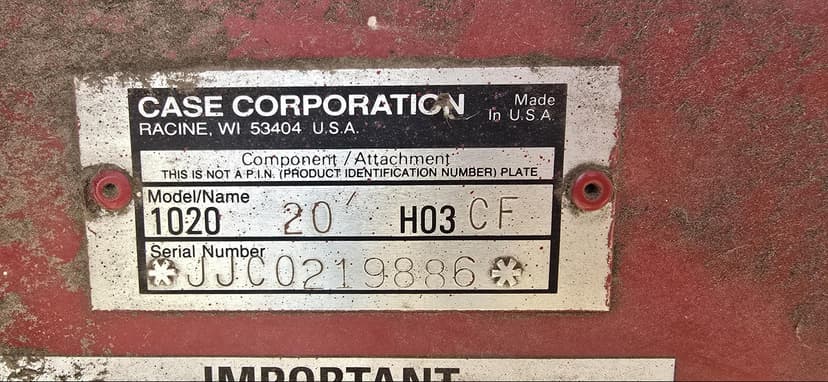 CASE CORPORATION
Made
In U.S.A.
RACINE, WI 53404 U.S.A.
Component/Attachment
THIS IS NOT A P.I.N. (PRODUCT IDENTIFICATION NUMBER) PLATE
Model/Name
1020 20' H03 CF
Serial Number
*JJC0219886*
IMPORTANT